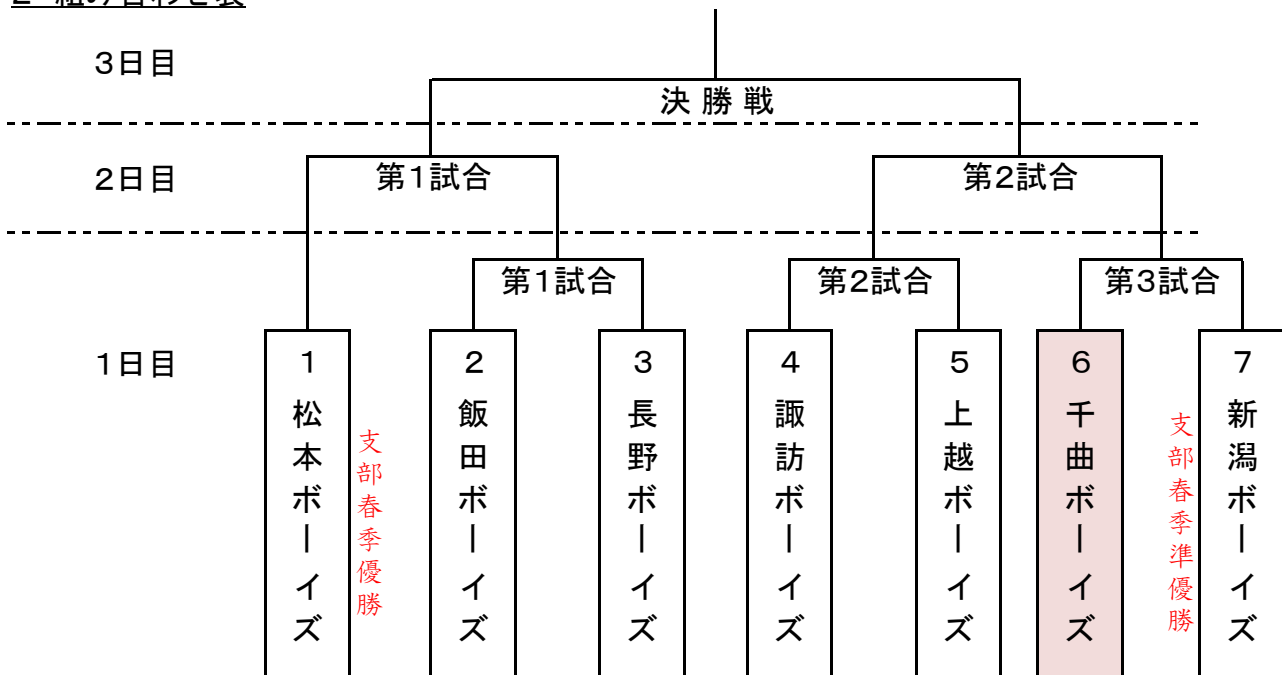 3日目
決勝戦
2日目
第1試合
第2試合
第1試合
第2試合
第3試合
1日目
1 松本ボーイズ
支部春季優勝
2 飯田ボーイズ
3 長野ボーイズ
4 諏訪ボーイズ
5 上越ボーイズ
6 千曲ボーイズ
支部春季準優勝
7 新潟ボーイズ